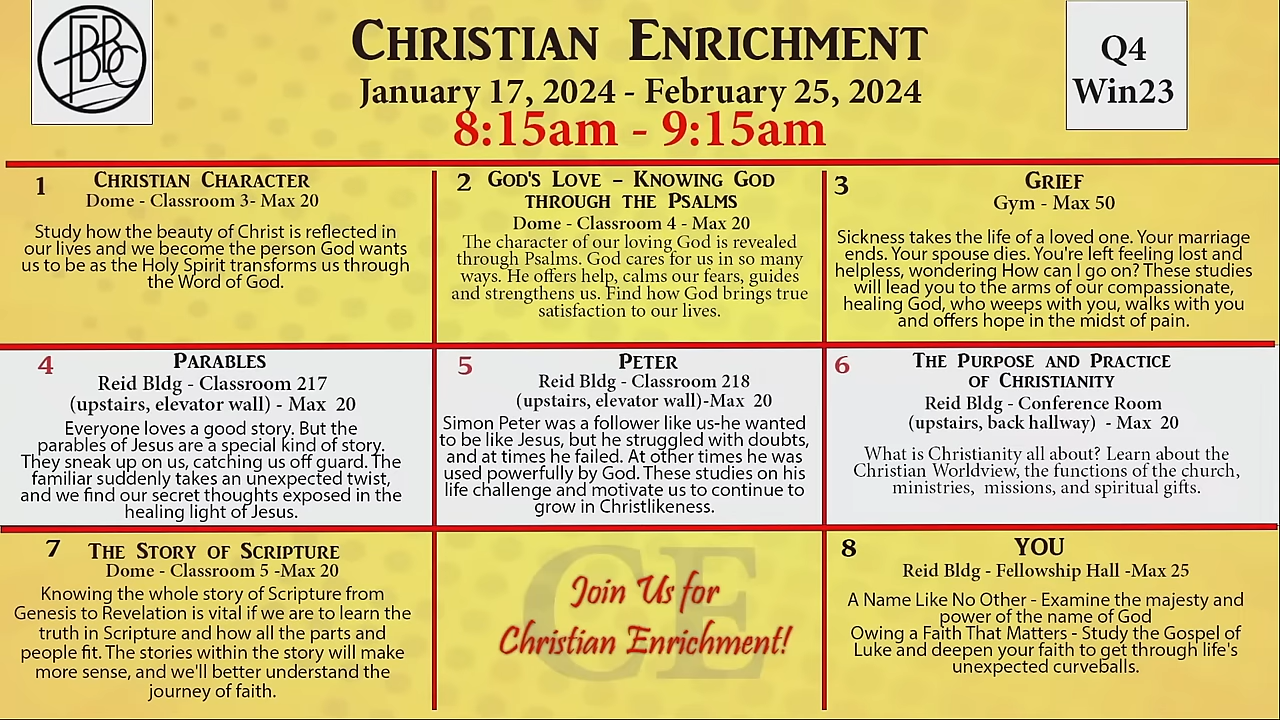 FBBC
CHRISTIAN ENRICHMENT
January 17, 2024 - February 25, 2024
8:15am - 9:15am
Q4
Win23
1 CHRISTIAN CHARACTER
Dome - Classroom 3- Max 20
Study how the beauty of Christ is reflected in
our lives and we become the person God wants
us to be as the Holy Spirit transforms us through
the Word of God.
2 GOD'S LOVE – KNOWING GOD
THROUGH THE PSALMS
Dome - Classroom 4 - Max 20
The character of our loving God is revealed
through Psalms. God cares for us in so many
ways. He offers help, calms our fears, guides
and strengthens us. Find how God brings true
satisfaction to our lives.
3 GRIEF
Gym - Max 50
Sickness takes the life of a loved one. Your marriage
ends. Your spouse dies. You're left feeling lost and
helpless, wondering How can I go on? These studies
will lead you to the arms of our compassionate,
healing God, who weeps with you, walks with you
and offers hope in the midst of pain.
4 PARABLES
Reid Bldg - Classroom 217
(upstairs, elevator wall) - Max 20
Everyone loves a good story. But the
parables of Jesus are a special kind of story.
They sneak up on us, catching us off guard. The
familiar suddenly takes an unexpected twist,
and we find our secret thoughts exposed in the
healing light of Jesus.
5 PETER
Reid Bldg - Classroom 218
(upstairs, elevator wall)-Max 20
Simon Peter was a follower like us-he wanted
to be like Jesus, but he struggled with doubts,
and at times he failed. At other times he was
used powerfully by God. These studies on his
life challenge and motivate us to continue to
grow in Christlikeness.
6 THE PURPOSE AND PRACTICE
OF CHRISTIANITY
Reid Bldg - Conference Room
(upstairs, back hallway) - Max 20
What is Christianity all about? Learn about the
Christian Worldview, the functions of the church,
ministries, missions, and spiritual gifts.
7 THE STORY OF SCRIPTURE
Dome - Classroom 5 -Max 20
Knowing the whole story of Scripture from
Genesis to Revelation is vital if we are to learn the
truth in Scripture and how all the parts and
people fit. The stories within the story will make
more sense, and we'll better understand the
journey of faith.
CE
Join Us for
Christian Enrichment!
8 YOU
Reid Bldg - Fellowship Hall -Max 25
A Name Like No Other - Examine the majesty and
power of the name of God
Owing a Faith That Matters - Study the Gospel of
Luke and deepen your faith to get through life's
unexpected curveballs.